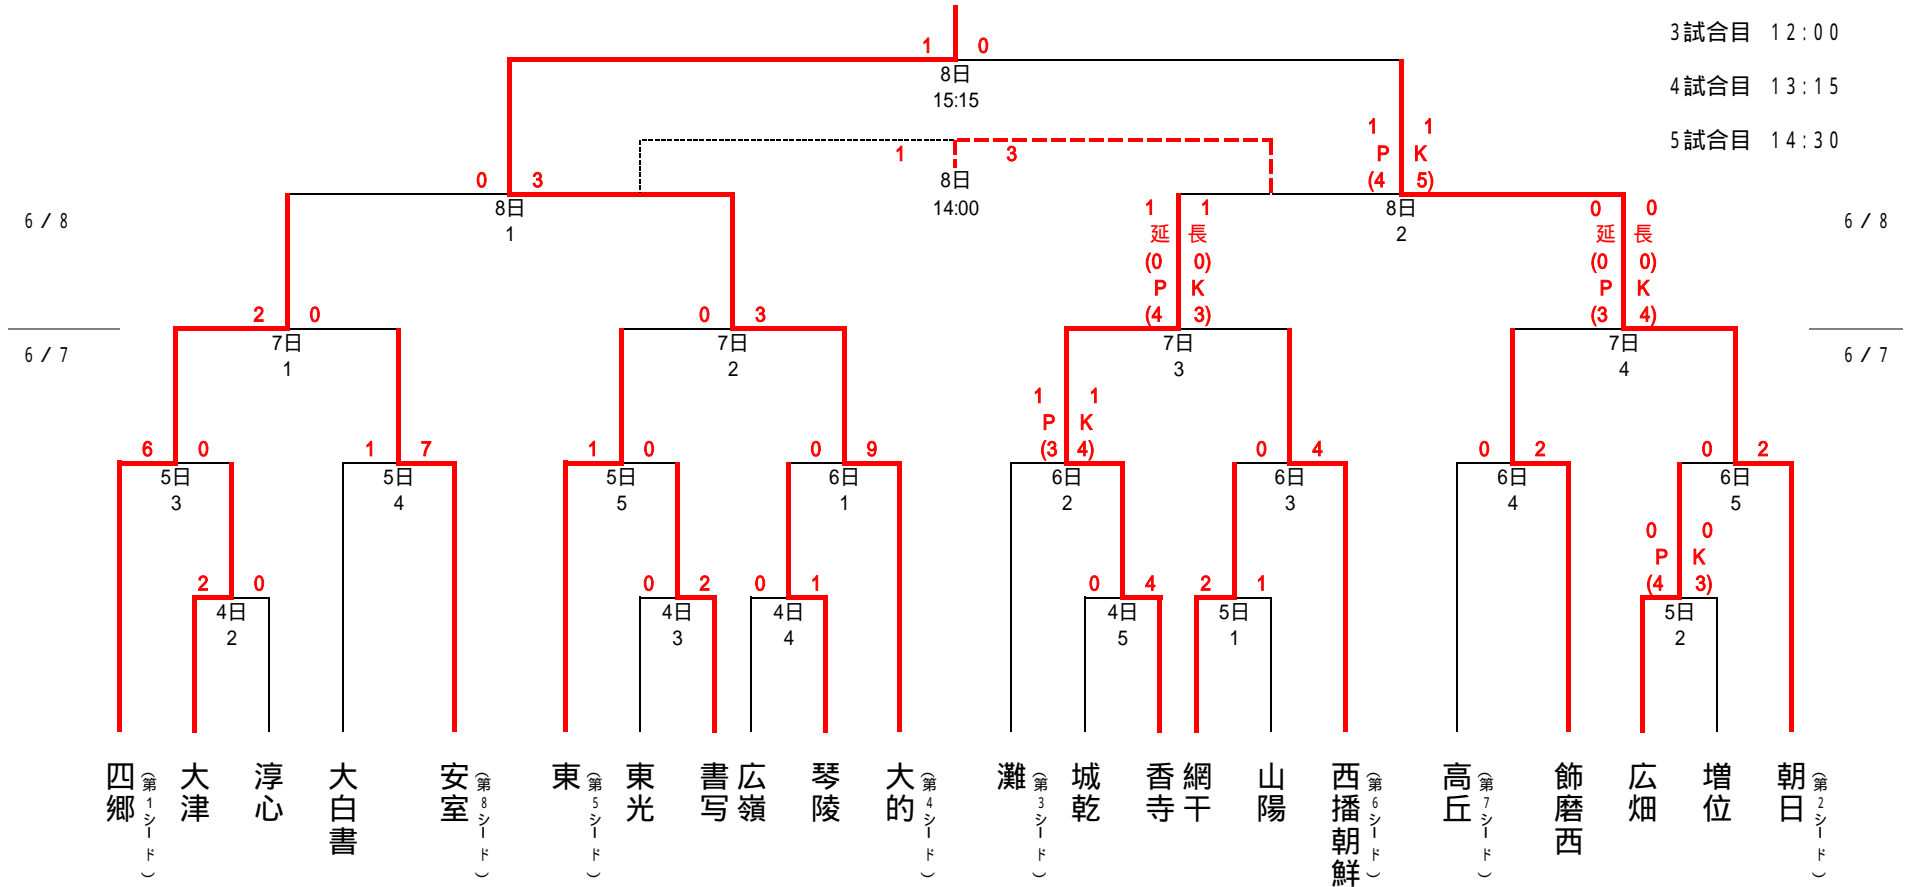 3試合目 12:00
1 0
8日
15:15
4試合目 13:15
1 1
P K
(4 5)
5試合目 14:30
1 3
8日
14:00
0 3
8日
1
8日
2
6/8
6/8
1 1
延 長
(0 0)
P K
(4 3)
0 0
延 長
(0 0)
P K
(3 4)
2 0
7日
1
0 3
7日
2
7日
3
7日
4
6/7
6/7
1 1
P K
(3 4)
6 0
5日
3
1 7
5日
4
1 0
5日
5
0 9
6日
1
6日
2
0 4
6日
3
0 2
6日
4
0 2
6日
5
0 0
P K
(4 3)
2 0
4日
2
0 2
4日
3
0 1
4日
4
0 4
4日
5
2 1
5日
1
5日
2
四郷
(第1シード)
大津
淳心
大白書
安室
(第8シード)
東
(第5シード)
東光
書写
広嶺
琴陵
大的
(第4シード)
灘
(第3シード)
城乾
香寺
網干
山陽
西播朝鮮
(第6シード)
高丘
(第7シード)
飾磨西
広畑
増位
朝日
(第2シード)